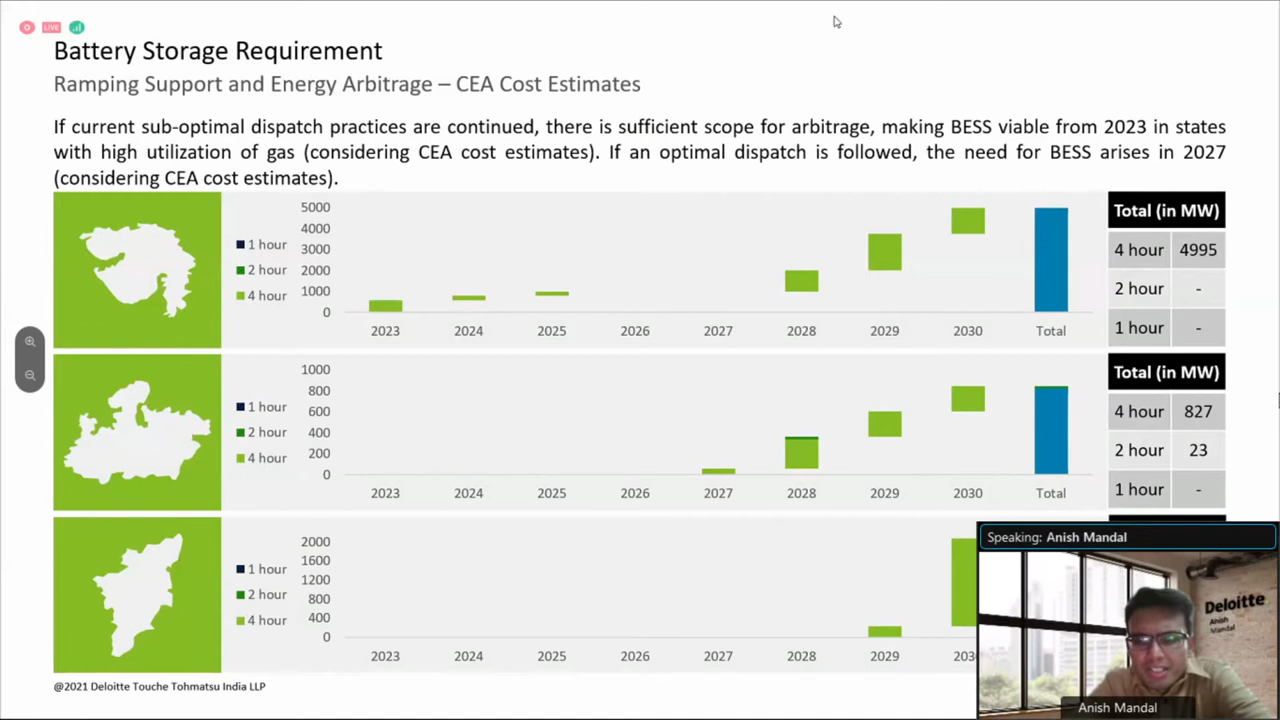 LIVE
Battery Storage Requirement
Ramping Support and Energy Arbitrage – CEA Cost Estimates
If current sub-optimal dispatch practices are continued, there is sufficient scope for arbitrage, making BESS viable from 2023 in states
with high utilization of gas (considering CEA cost estimates). If an optimal dispatch is followed, the need for BESS arises in 2027
(considering CEA cost estimates).
1 hour
2 hour
4 hour
5000
4000
3000
2000
1000
0
2023 2024 2025 2026 2027 2028 2029 2030 Total
Total (in MW)
4 hour 4995
2 hour -
1 hour -
1 hour
2 hour
4 hour
1000
800
600
400
200
0
2023 2024 2025 2026 2027 2028 2029 2030 Total
Total (in MW)
4 hour 827
2 hour 23
1 hour -
1 hour
2 hour
4 hour
2000
1600
1200
800
400
0
2023 2024 2025 2026 2027 2028 2029
Speaking: Anish Mandal
Deloitte.
Anish
Mandal
Anish Mandal
@2021 Deloitte Touche Tohmatsu India LLP